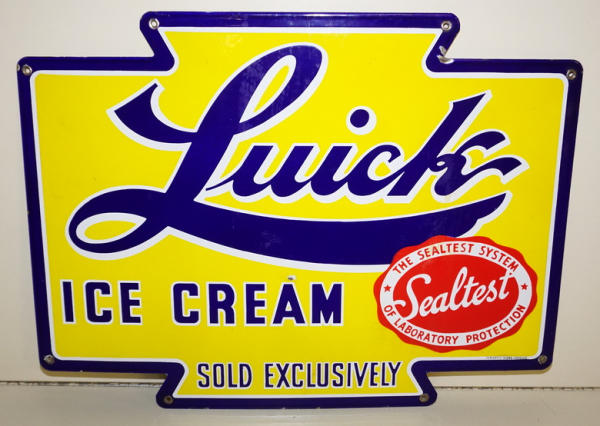 Luick
ICE CREAM
THE SEALTEST SYSTEM
Sealtest
OF LABORATORY PROTECTION
SOLD EXCLUSIVELY